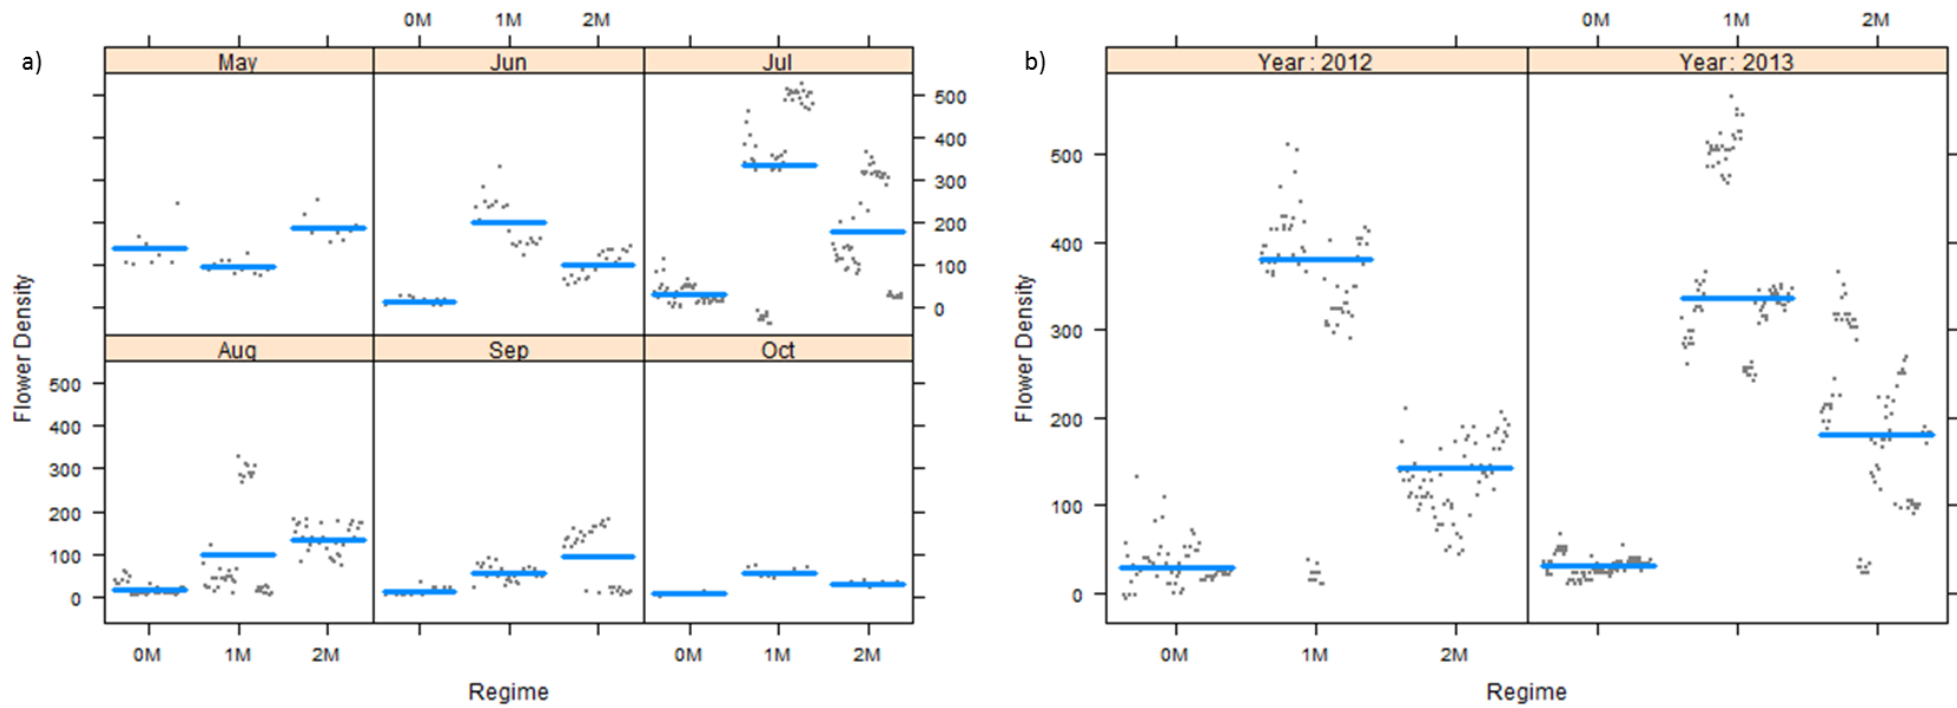 0M 1M 2M
a) May Jun Jul
500
400
300
200
100
0
Flower Density
Aug Sep Oct
500
400
300
200
100
0
0M 1M 2M 0M 1M 2M
Regime
0M 1M 2M
b) Year : 2012 Year: 2013
500
400
300
200
100
0
Flower Density
0M 1M 2M
Regime